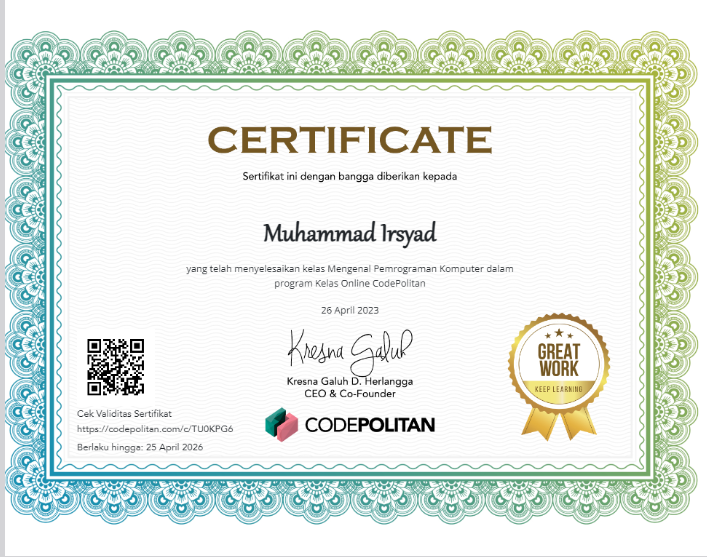 CERTIFICATE
Sertifikat ini dengan bangga diberikan kepada
Muhammad Irsyad
yang telah menyelesaikan kelas Mengenal Pemrograman Komputer dalam
program Kelas Online CodePolitan
26 April 2023
Kresna Galuh
Kresna Galuh D. Herlangga
CEO & Co-Founder
CODEPOLITAN
Cek Validitas Sertifikat
https://codepolitan.com/c/TU0KPG6
Berlaku hingga: 25 April 2026
GREAT
WORK
KEEP LEARNING